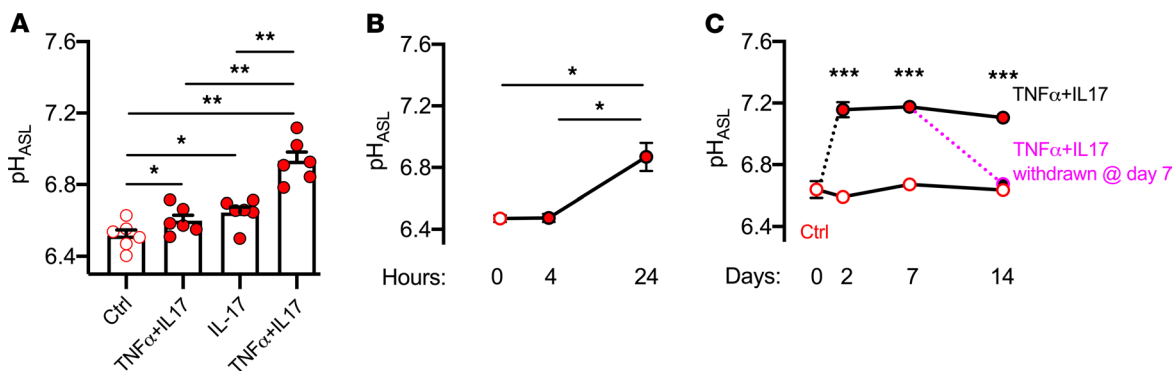 A
7.6
7.2
6.8
6.4
pHASL
**
**
**
*
*
Ctrl
TNFα+IL17
IL-17
TNFα+IL17
B
7.6
7.2
6.8
6.4
pHASL
*
*
Hours: 0 4 24
C
7.6
7.2
6.8
6.4
pHASL
*** *** ***
TNFα+IL17
TNFα+IL17
withdrawn @ day 7
Ctrl
Days: 0 2 7 14